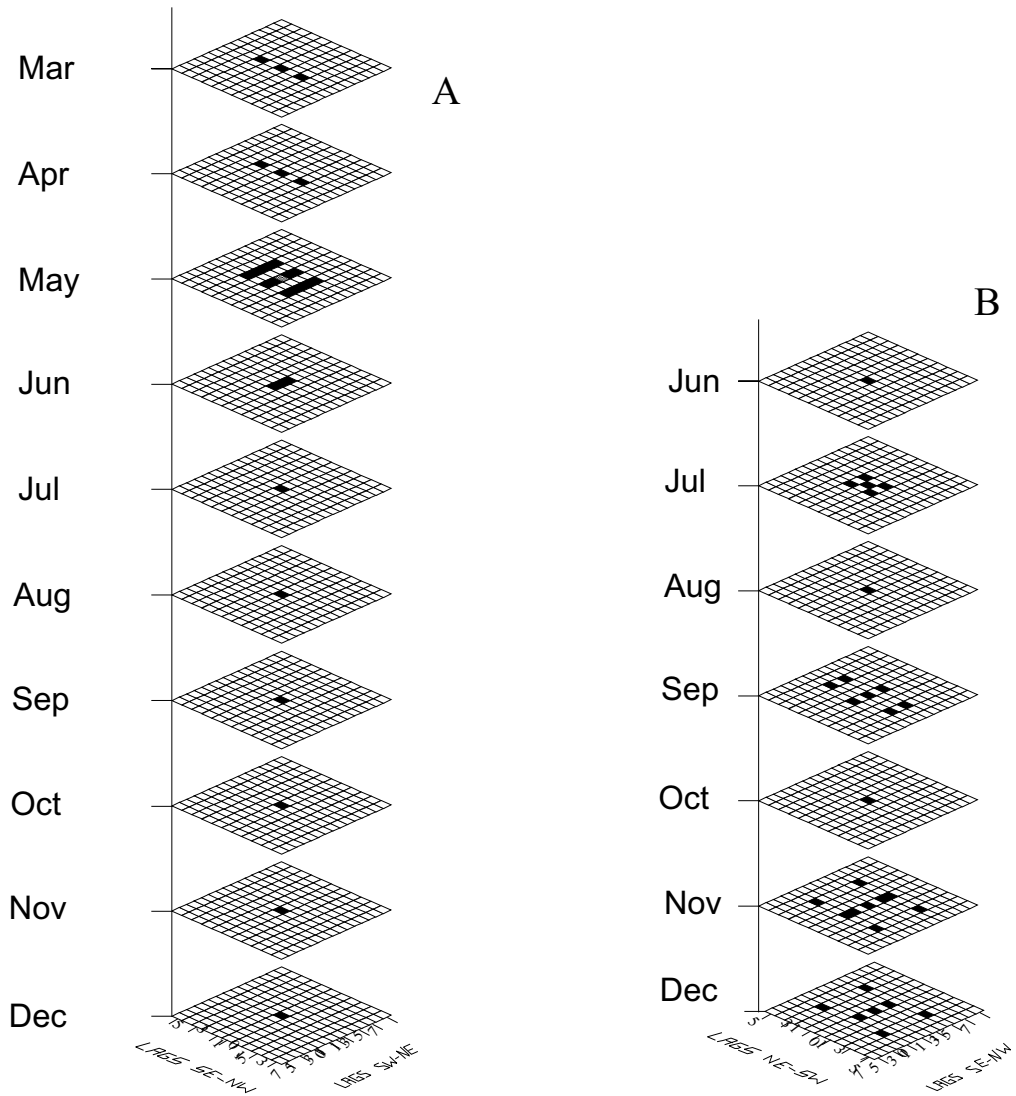 A
Mar
Apr
May
Jun
Jul
Aug
Sep
Oct
Nov
Dec
LAGS SE-NW
LAGS SW-NE
B
Jun
Jul
Aug
Sep
Oct
Nov
Dec
LAGS NE-SW
LAGS SE-NW